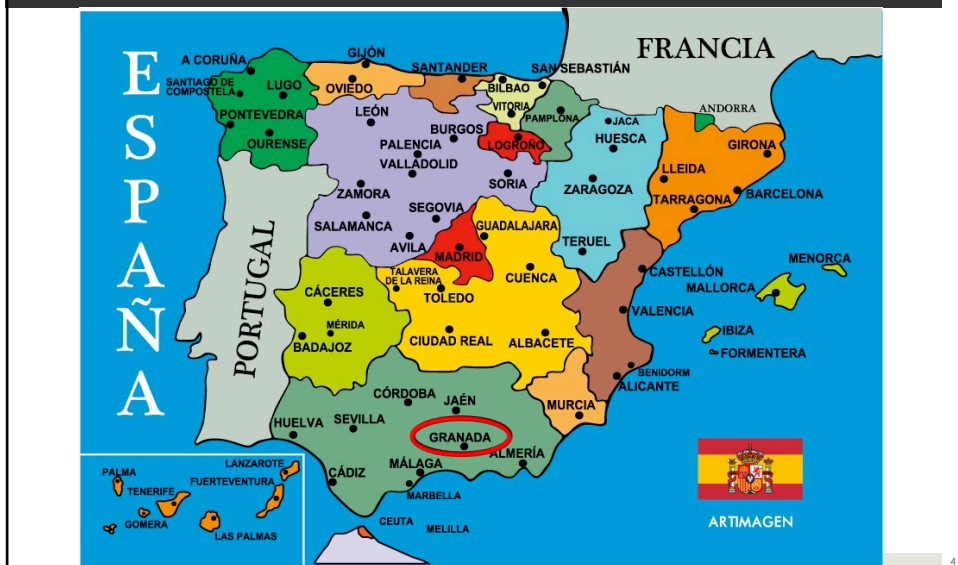 ESPAÑA
FRANCIA
PORTUGAL
ANDORRA
A CORUÑA
SANTIAGO DE
COMPOSTELA
LUGO
PONTEVEDRA
OURENSE
GIJÓN
OVIEDO
SANTANDER
SAN SEBASTIÁN
BILBAO
VITORIA
PAMPLONA
LOGROÑO
JACA
HUESCA
ZARAGOZA
TERUEL
GIRONA
LLEIDA
BARCELONA
TARRAGONA
LEÓN
BURGOS
PALENCIA
VALLADOLID
SORIA
ZAMORA
SEGOVIA
SALAMANCA
AVILA
MADRID
GUADALAJARA
CUENCA
TALAVERA
DE LA REINA
TOLEDO
CIUDAD REAL
ALBACETE
CÁCERES
MÉRIDA
BADAJOZ
CASTELLÓN
VALENCIA
BENIDORM
ALICANTE
MENORCA
MALLORCA
IBIZA
FORMENTERA
MURCIA
CÓRDOBA
JAÉN
HUELVA
SEVILLA
GRANADA
ALMERÍA
CÁDIZ
MÁLAGA
MARBELLA
CEUTA
MELILLA
PALMA
TENERIFE
GOMERA
LANZAROTE
FUERTEVENTURA
LAS PALMAS
ARTIMAGEN
4